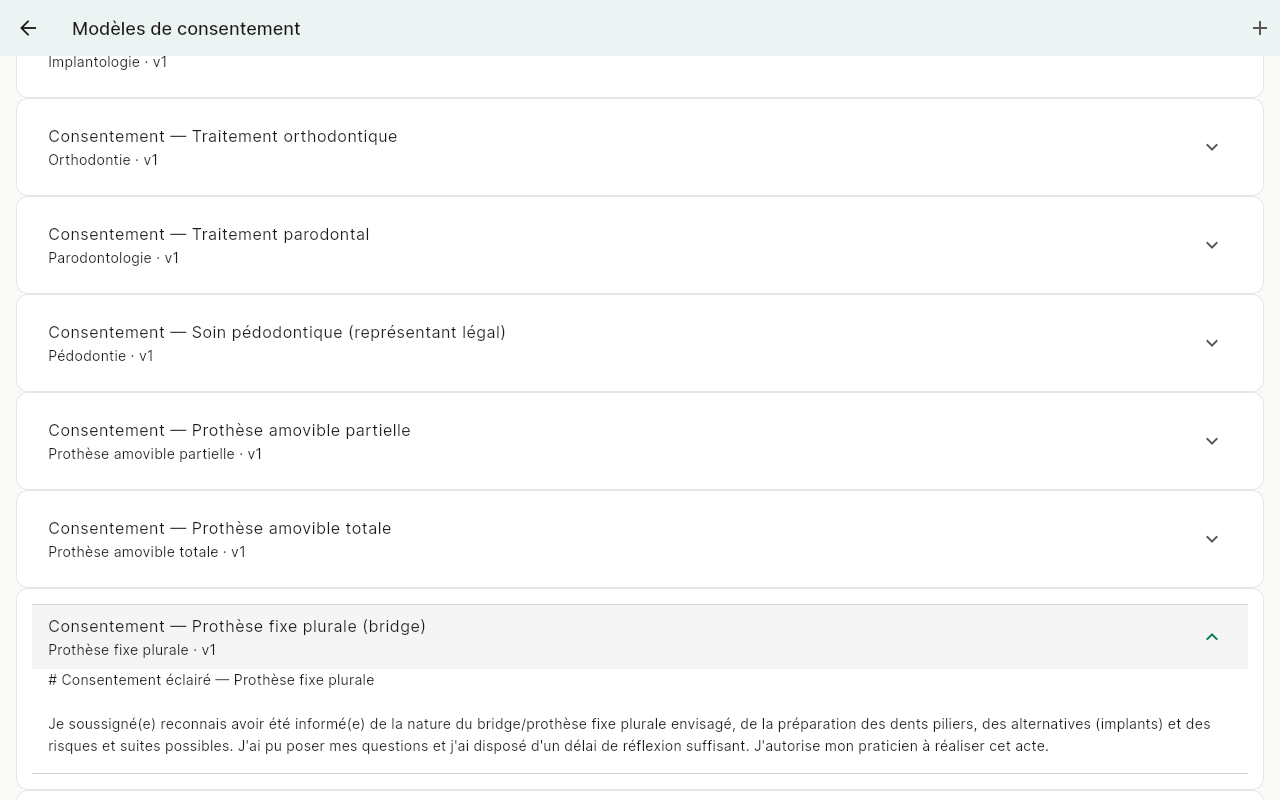 Modèles de consentement
Implantologie · v1
Consentement — Traitement orthodontique
Orthodontie · v1
Consentement — Traitement parodontal
Parodontologie · v1
Consentement — Soin pédodontique (représentant légal)
Pédodontie · v1
Consentement — Prothèse amovible partielle
Prothèse amovible partielle · v1
Consentement — Prothèse amovible totale
Prothèse amovible totale · v1
Consentement — Prothèse fixe plurale (bridge)
Prothèse fixe plurale · v1
# Consentement éclairé — Prothèse fixe plurale
Je soussigné(e) reconnais avoir été informé(e) de la nature du bridge/prothèse fixe plurale envisagé, de la préparation des dents piliers, des alternatives (implants) et des
risques et suites possibles. J'ai pu poser mes questions et j'ai disposé d'un délai de réflexion suffisant. J'autorise mon praticien à réaliser cet acte.